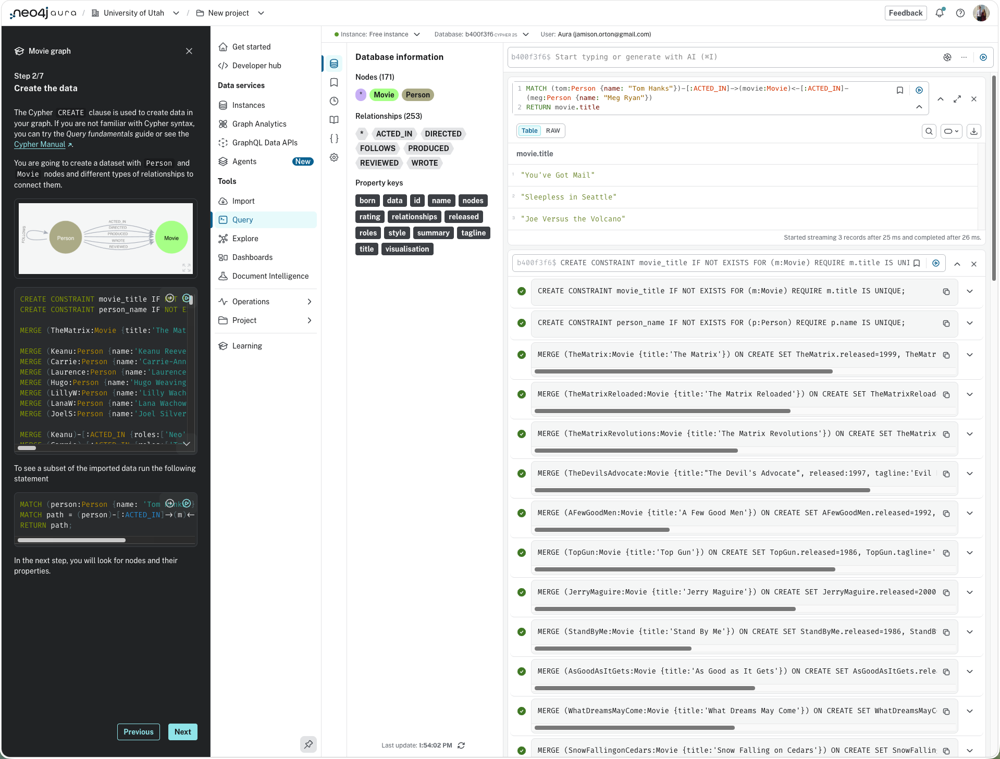 neo4j aura / University of Utah / New project Feedback
Movie graph
Step 2/7
Create the data
The Cypher CREATE clause is used to create data in
your graph. If you are not familiar with Cypher syntax,
you can try the Query fundamentals guide or see the
Cypher Manual ↗.
You are going to create a dataset with Person and
Movie nodes and different types of relationships to
connect them.
FOLLOWS
Person
ACTED_IN
DIRECTED
PRODUCED
WROTE
REVIEWED
Movie
CREATE CONSTRAINT movie_title IF NOT
CREATE CONSTRAINT person_name IF NOT E
MERGE (TheMatrix:Movie {title:'The Mat
MERGE (Keanu:Person {name:'Keanu Reeve
MERGE (Carrie:Person {name:'Carrie-Ann
MERGE (Laurence:Person {name:'Laurence
MERGE (Hugo:Person {name:'Hugo Weaving
MERGE (LillyW:Person {name:'Lilly Wach
MERGE (LanaW:Person {name:'Lana Wachow
MERGE (JoelS:Person {name:'Joel Silver
MERGE (Keanu)-[:ACTED_IN {roles:['Neo'
To see a subset of the imported data run the following
statement
MATCH (person:Person {name: 'Tom Hanks'}
MATCH path = (person)-[:ACTED_IN]->(m)<-
RETURN path;
In the next step, you will look for nodes and their
properties.
Previous Next
Get started
Developer hub
Data services
Instances
Graph Analytics
GraphQL Data APIs
Agents New
Tools
Import
Query
Explore
Dashboards
Document Intelligence
Operations
Project
Learning
Instance: Free instance Database: b400f3f6 CYPHER 25 User: Aura (jamison.orton@gmail.com)
Database information
Nodes (171)
* Movie Person
Relationships (253)
* ACTED_IN DIRECTED
FOLLOWS PRODUCED
REVIEWED WROTE
Property keys
born data id name nodes
rating relationships released
roles style summary tagline
title visualisation
Last update: 1:54:02 PM
b400f3f6$ Start typing or generate with AI (⌘I)
1 MATCH (tom:Person {name: "Tom Hanks"})-[:ACTED_IN]->(movie:Movie)<-[:ACTED_IN]-
(meg:Person {name: "Meg Ryan"})
2 RETURN movie.title
Table RAW
movie.title
1 "You've Got Mail"
2 "Sleepless in Seattle"
3 "Joe Versus the Volcano"
Started streaming 3 records after 25 ms and completed after 26 ms.
b400f3f6$ CREATE CONSTRAINT movie_title IF NOT EXISTS FOR (m:Movie) REQUIRE m.title IS UNI
CREATE CONSTRAINT movie_title IF NOT EXISTS FOR (m:Movie) REQUIRE m.title IS UNIQUE;
CREATE CONSTRAINT person_name IF NOT EXISTS FOR (p:Person) REQUIRE p.name IS UNIQUE;
MERGE (TheMatrix:Movie {title:'The Matrix'}) ON CREATE SET TheMatrix.released=1999, TheMatr
MERGE (TheMatrixReloaded:Movie {title:'The Matrix Reloaded'}) ON CREATE SET TheMatrixReload
MERGE (TheMatrixRevolutions:Movie {title:'The Matrix Revolutions'}) ON CREATE SET TheMatrix
MERGE (TheDevilsAdvocate:Movie {title:"The Devil's Advocate", released:1997, tagline:'Evil
MERGE (AFewGoodMen:Movie {title:'A Few Good Men'}) ON CREATE SET AFewGoodMen.released=1992,
MERGE (TopGun:Movie {title:'Top Gun'}) ON CREATE SET TopGun.released=1986, TopGun.tagline='
MERGE (JerryMaguire:Movie {title:'Jerry Maguire'}) ON CREATE SET JerryMaguire.released=2000
MERGE (StandByMe:Movie {title:'Stand By Me'}) ON CREATE SET StandByMe.released=1986, StandB
MERGE (AsGoodAsItGets:Movie {title:'As Good as It Gets'}) ON CREATE SET AsGoodAsItGets.rele
MERGE (WhatDreamsMayCome:Movie {title:'What Dreams May Come'}) ON CREATE SET WhatDreamsMayC
MERGE (SnowFallingonCedars:Movie {title:'Snow Falling on Cedars'}) ON CREATE SET SnowFallin